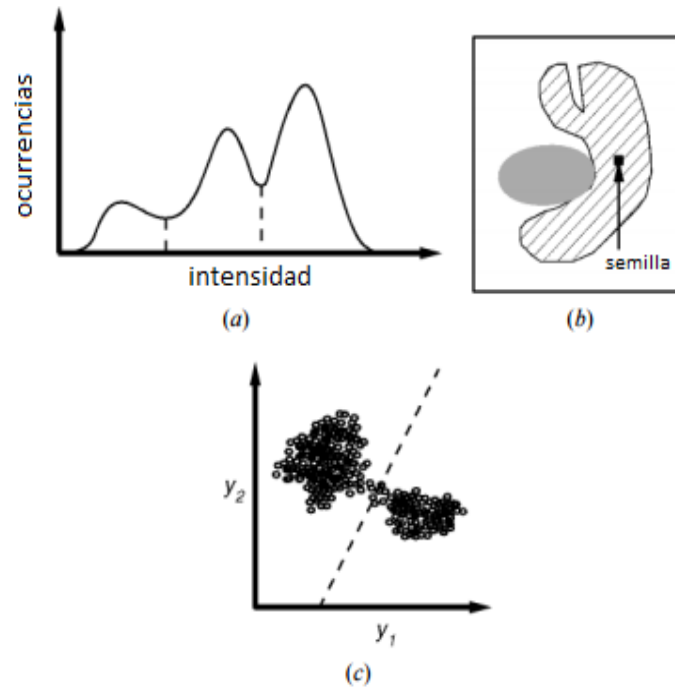 ocurrencias
intensidad
(a)
semilla
(b)
y2
y1
(c)